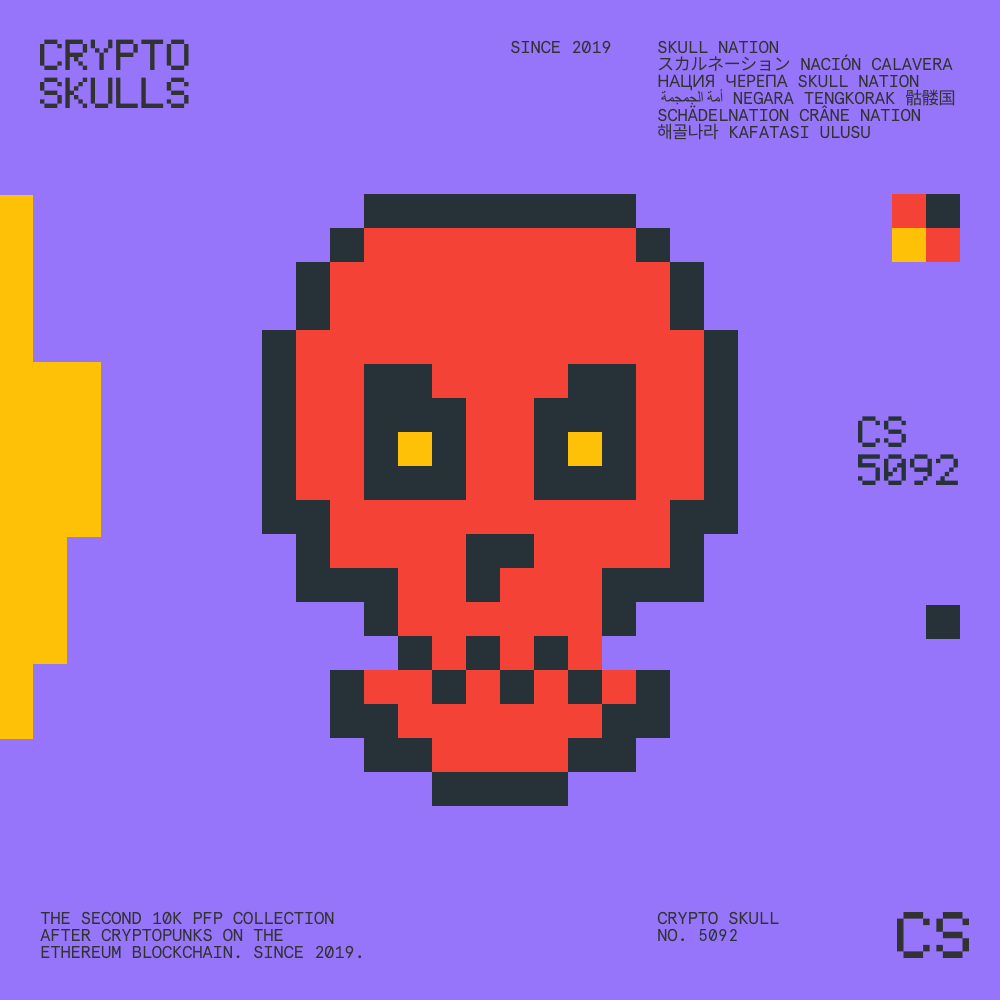 CRYPTO
SKULLS
SINCE 2019
SKULL NATION
スカルネーション NACIÓN CALAVERA
НАЦИЯ ЧЕРЕПА SKULL NATION
أمة الجمجمة NEGARA TENGKORAK 骷髅国
SCHÄDELNATION CRÂNE NATION
해골나라 KAFATASI ULUSU
CS
5092
THE SECOND 10K PFP COLLECTION
AFTER CRYPTOPUNKS ON THE
ETHEREUM BLOCKCHAIN. SINCE 2019.
CRYPTO SKULL
NO. 5092
CS